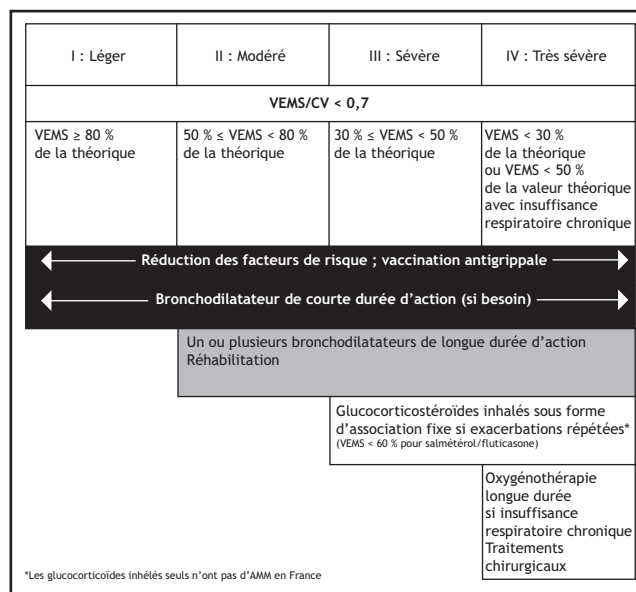 I : Léger
II : Modéré
III : Sévère
IV : Très sévère
VEMS/CV < 0,7
VEMS ≥ 80 %
de la théorique
50 % ≤ VEMS < 80 %
de la théorique
30 % ≤ VEMS < 50 %
de la théorique
VEMS < 30 %
de la théorique
ou VEMS < 50 %
de la valeur théorique
avec insuffisance
respiratoire chronique
Réduction des facteurs de risque ; vaccination antigrippale
Bronchodilatateur de courte durée d'action (si besoin)
Un ou plusieurs bronchodilatateurs de longue durée d'action
Réhabilitation
Glucocorticostéroïdes inhalés sous forme
d'association fixe si exacerbations répétées*
(VEMS < 60 % pour salmétérol/fluticasone)
Oxygénothérapie
longue durée
si insuffisance
respiratoire chronique
Traitements
chirurgicaux
*Les glucocorticoïdes inhélés seuls n'ont pas d'AMM en France